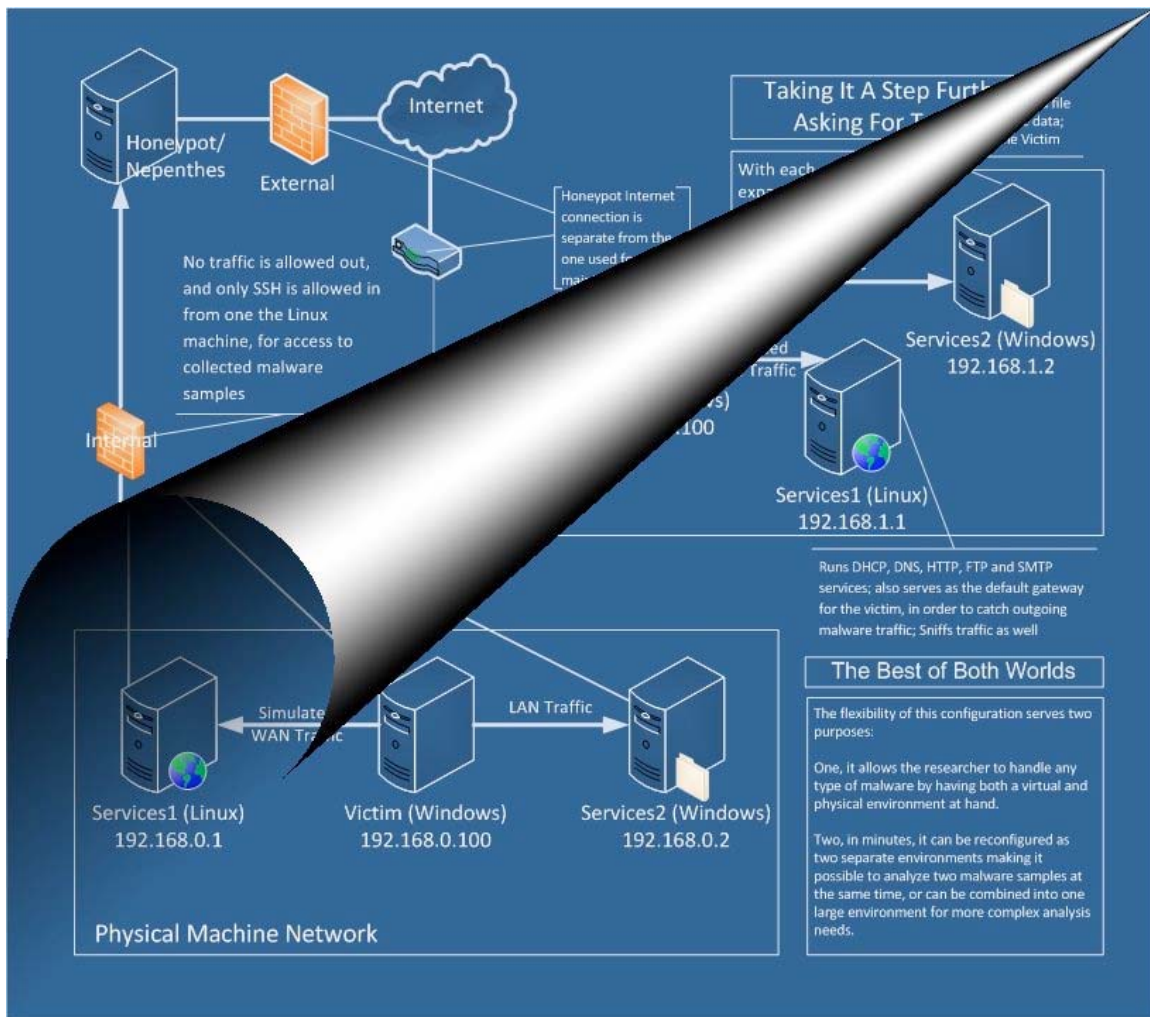 Internet
Honeypot/
Nepenthes
External
Taking It A Step Furth
Asking For
file
data;
Victim
With each
Honeypot Internet
connection is
separate from the
one used
No traffic is allowed out,
and only SSH is allowed in
from one the Linux
machine, for access to
collected malware
samples
Internal
Services2 (Windows)
192.168.1.2
Traffic
100
Services1 (Linux)
192.168.1.1
Runs DHCP, DNS, HTTP, FTP and SMTP
services; also serves as the default gateway
for the victim, in order to catch outgoing
malware traffic; Sniffs traffic as well
Simulate
WAN Traffic
LAN Traffic
Services1 (Linux)
192.168.0.1
Victim (Windows)
192.168.0.100
Services2 (Windows)
192.168.0.2
Physical Machine Network
The Best of Both Worlds
The flexibility of this configuration serves two
purposes:
One, it allows the researcher to handle any
type of malware by having both a virtual and
physical environment at hand.
Two, in minutes, it can be reconfigured as
two separate environments making it
possible to analyze two malware samples at
the same time, or can be combined into one
large environment for more complex analysis
needs.